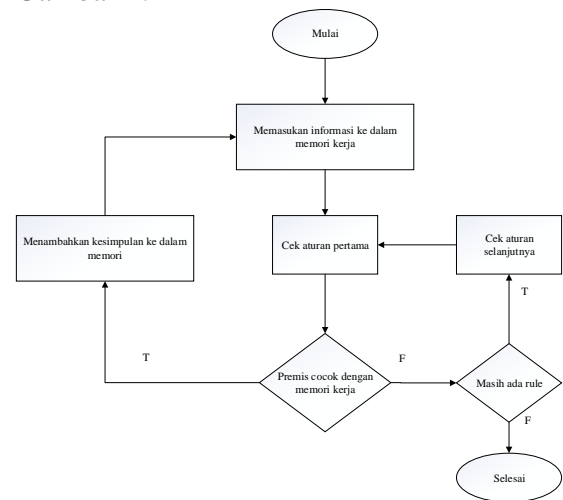 Mulai
Memasukan informasi ke dalam
memori kerja
Menambahkan kesimpulan ke dalam
memori
Cek aturan pertama
Cek aturan
selanjutnya
T
T
F
Premis cocok dengan
memori kerja
Masih ada rule
F
Selesai